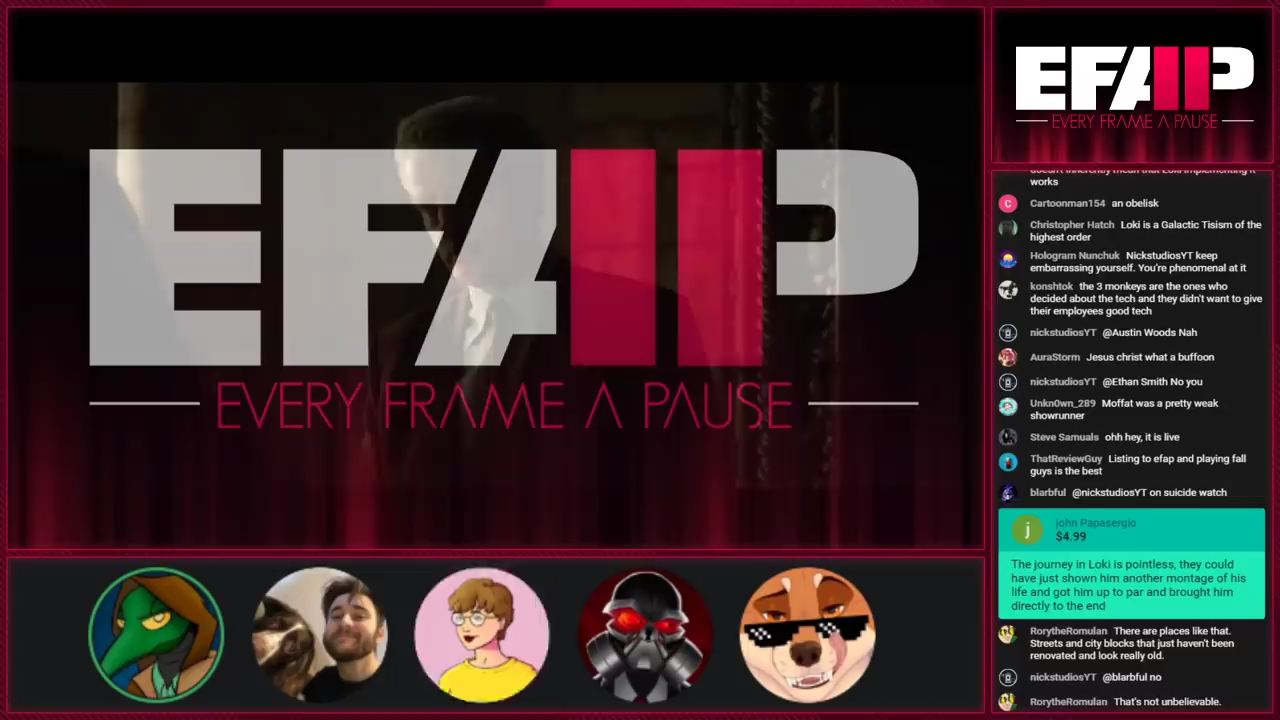 EFAP
EVERY FRAME A PAUSE
EFAP
EVERY FRAME A PAUSE
doesn't inherently mean that Loki implementing it
works
Cartoonman154 an obelisk
Christopher Hatch Loki is a Galactic Tisism of the
highest order
Hologram Nunchuk NickstudiosYT keep
embarrassing yourself. You're phenomenal at it
konshtok the 3 monkeys are the ones who
decided about the tech and they didn't want to give
their employees good tech
nickstudiosYT @Austin Woods Nah
AuraStorm Jesus christ what a buffoon
nickstudiosYT @Ethan Smith No you
Unkn0wn_289 Moffat was a pretty weak
showrunner
Steve Samuals ohh hey, it is live
ThatReviewGuy Listing to efap and playing fall
guys is the best
blarbful @nickstudiosYT on suicide watch
john Papasergio
$4.99
The journey in Loki is pointless, they could
have just shown him another montage of his
life and got him up to par and brought him
directly to the end
RorytheRomulan There are places like that.
Streets and city blocks that just haven't been
renovated and look really old.
nickstudiosYT @blarbful no
RorytheRomulan That's not unbelievable.